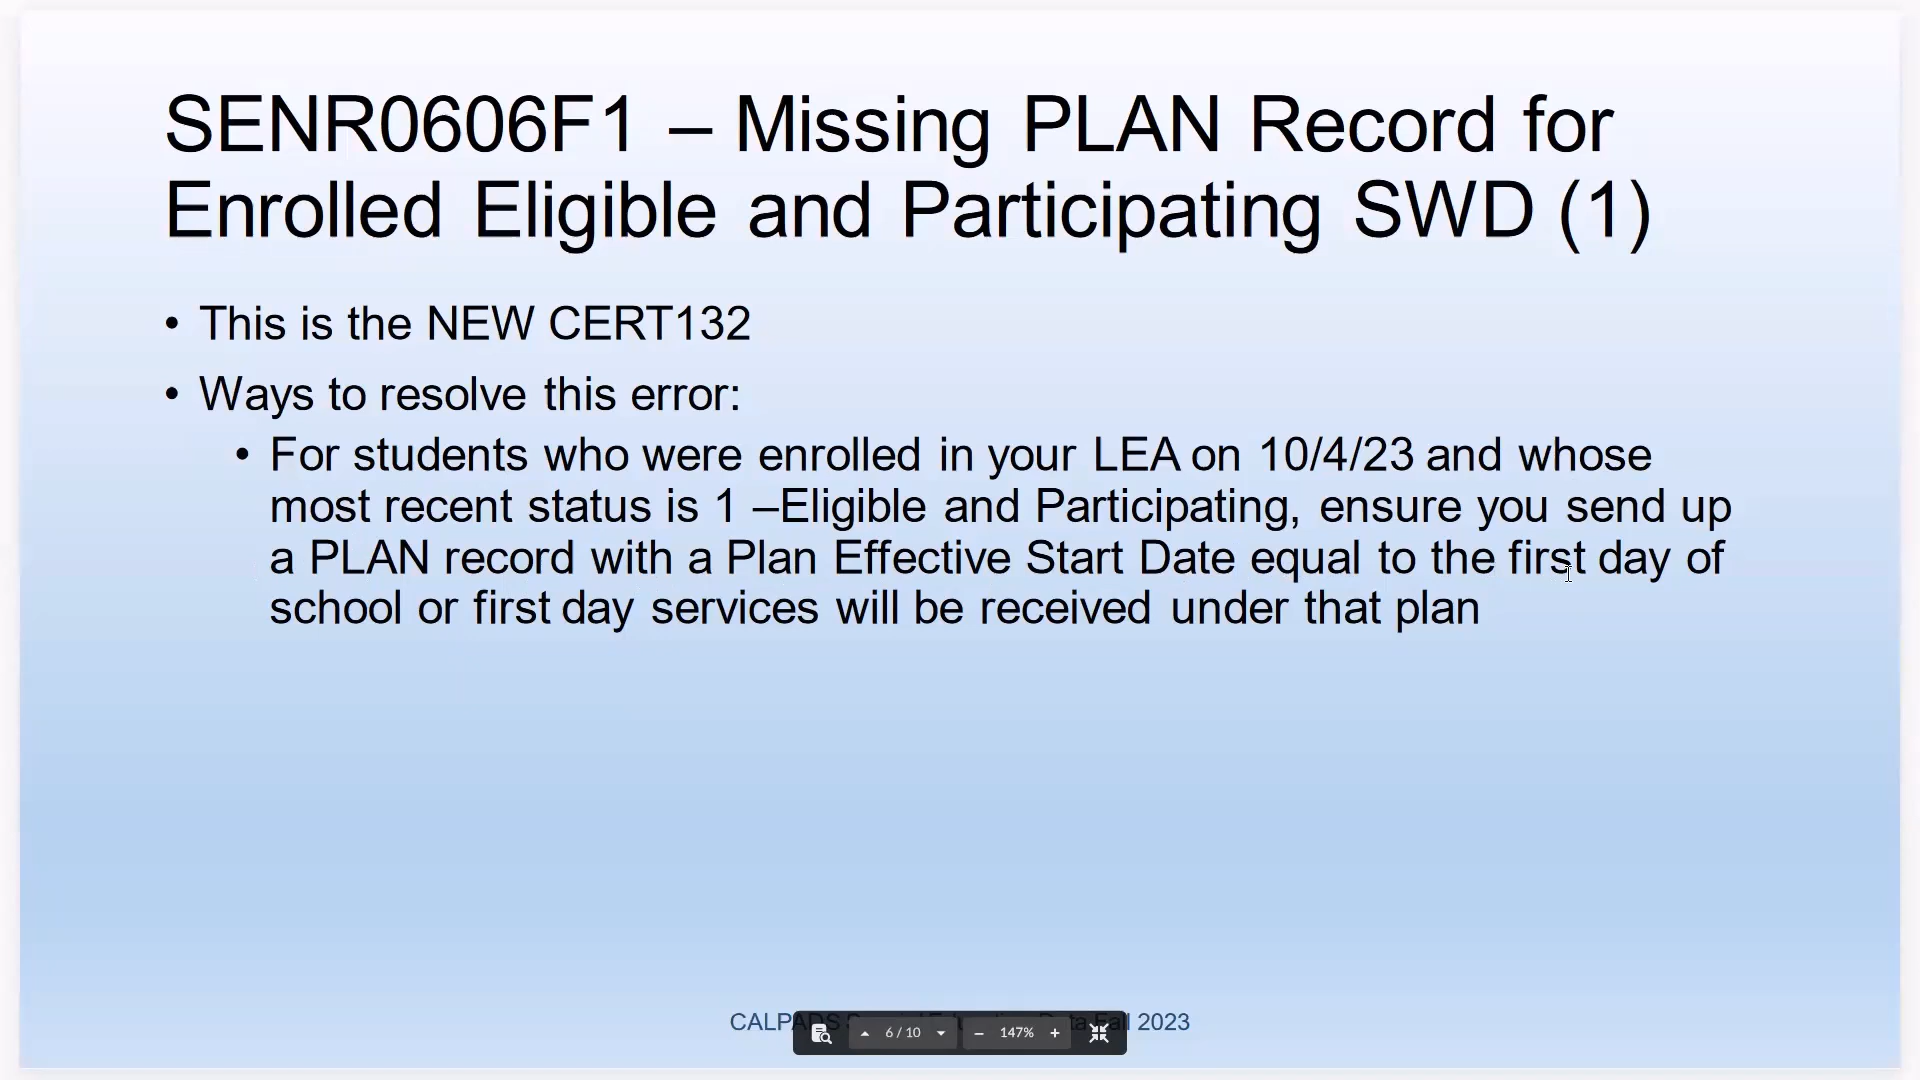 SENR0606F1 – Missing PLAN Record for
Enrolled Eligible and Participating SWD (1)
• This is the NEW CERT132
• Ways to resolve this error:
• For students who were enrolled in your LEA on 10/4/23 and whose
most recent status is 1 –Eligible and Participating, ensure you send up
a PLAN record with a Plan Effective Start Date equal to the first day of
school or first day services will be received under that plan
CALPADS Special Education Data Fall 2023
6 / 10
147%